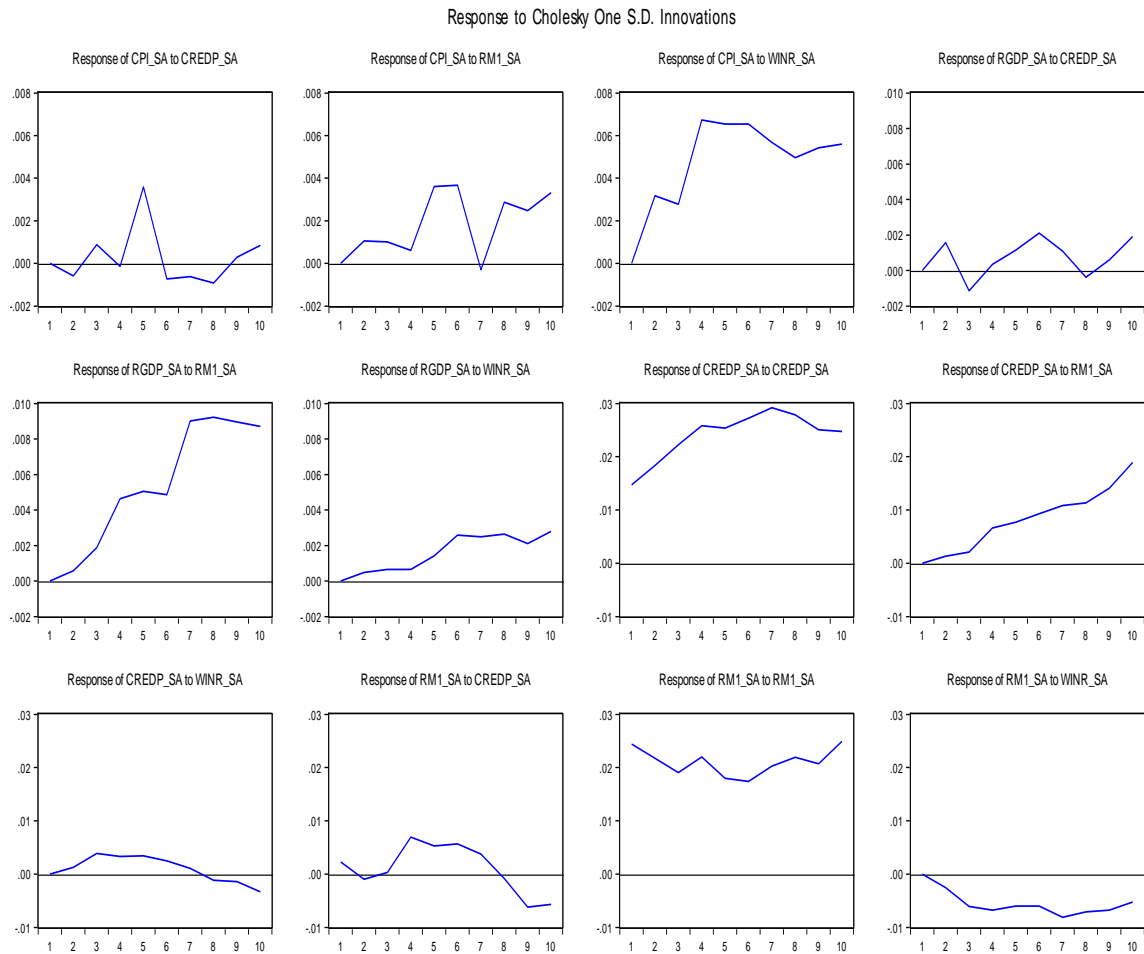 Response to Cholesky One S.D. Innovations
Response of CPI_SA to CREDP_SA
.008
.006
.004
.002
.000
-.002
1 2 3 4 5 6 7 8 9 10
Response of CPI_SA to RM1_SA
.008
.006
.004
.002
.000
-.002
1 2 3 4 5 6 7 8 9 10
Response of CPI_SA to WINR_SA
.008
.006
.004
.002
.000
-.002
1 2 3 4 5 6 7 8 9 10
Response of RGDP_SA to CREDP_SA
.010
.008
.006
.004
.002
.000
-.002
1 2 3 4 5 6 7 8 9 10
Response of RGDP_SA to RM1_SA
.010
.008
.006
.004
.002
.000
-.002
1 2 3 4 5 6 7 8 9 10
Response of RGDP_SA to WINR_SA
.010
.008
.006
.004
.002
.000
-.002
1 2 3 4 5 6 7 8 9 10
Response of CREDP_SA to CREDP_SA
.03
.02
.01
.00
-.01
1 2 3 4 5 6 7 8 9 10
Response of CREDP_SA to RM1_SA
.03
.02
.01
.00
-.01
1 2 3 4 5 6 7 8 9 10
Response of CREDP_SA to WINR_SA
.03
.02
.01
.00
-.01
1 2 3 4 5 6 7 8 9 10
Response of RM1_SA to CREDP_SA
.03
.02
.01
.00
-.01
1 2 3 4 5 6 7 8 9 10
Response of RM1_SA to RM1_SA
.03
.02
.01
.00
-.01
1 2 3 4 5 6 7 8 9 10
Response of RM1_SA to WINR_SA
.03
.02
.01
.00
-.01
1 2 3 4 5 6 7 8 9 10